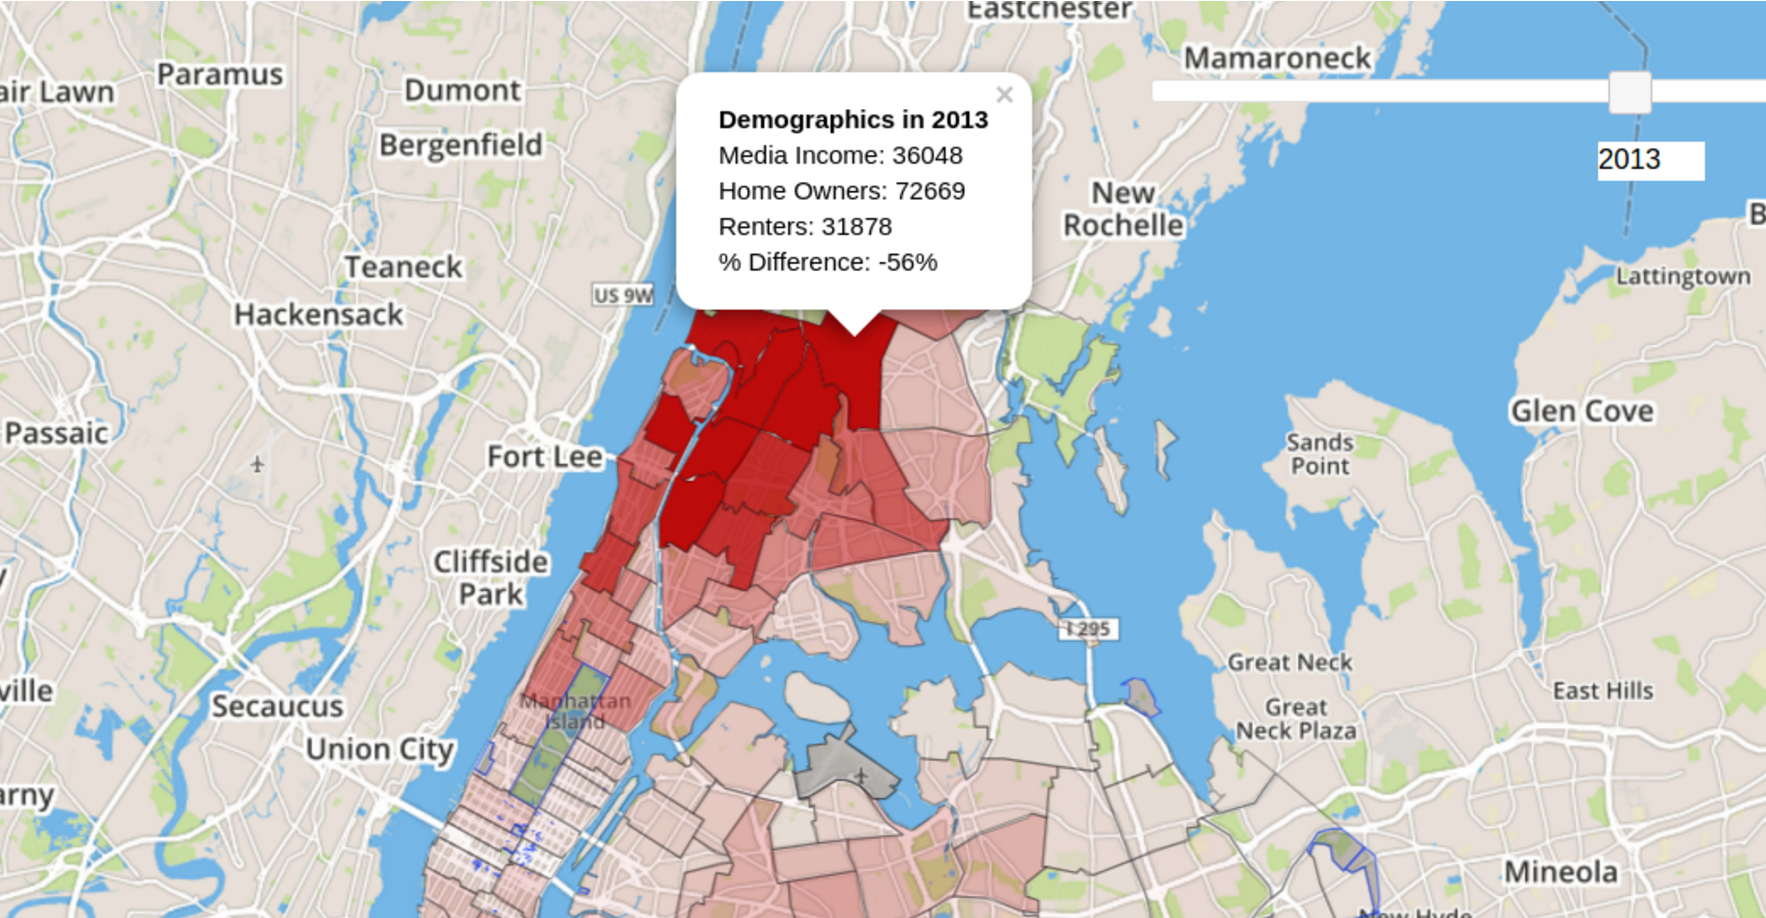 Eastchester
Mamaroneck
Paramus
air Lawn
Dumont
Bergenfield
Demographics in 2013
Media Income: 36048
Home Owners: 72669
Renters: 31878
% Difference: -56%
×
2013
New
Rochelle
B
Teaneck
Hackensack
US 9W
Lattingtown
Passaic
Fort Lee
Glen Cove
Sands
Point
Cliffside
Park
y
I 295
Great Neck
Great
Neck Plaza
East Hills
ville
Secaucus
Manhattan
Island
Union City
arny
Mineola
New Hyde